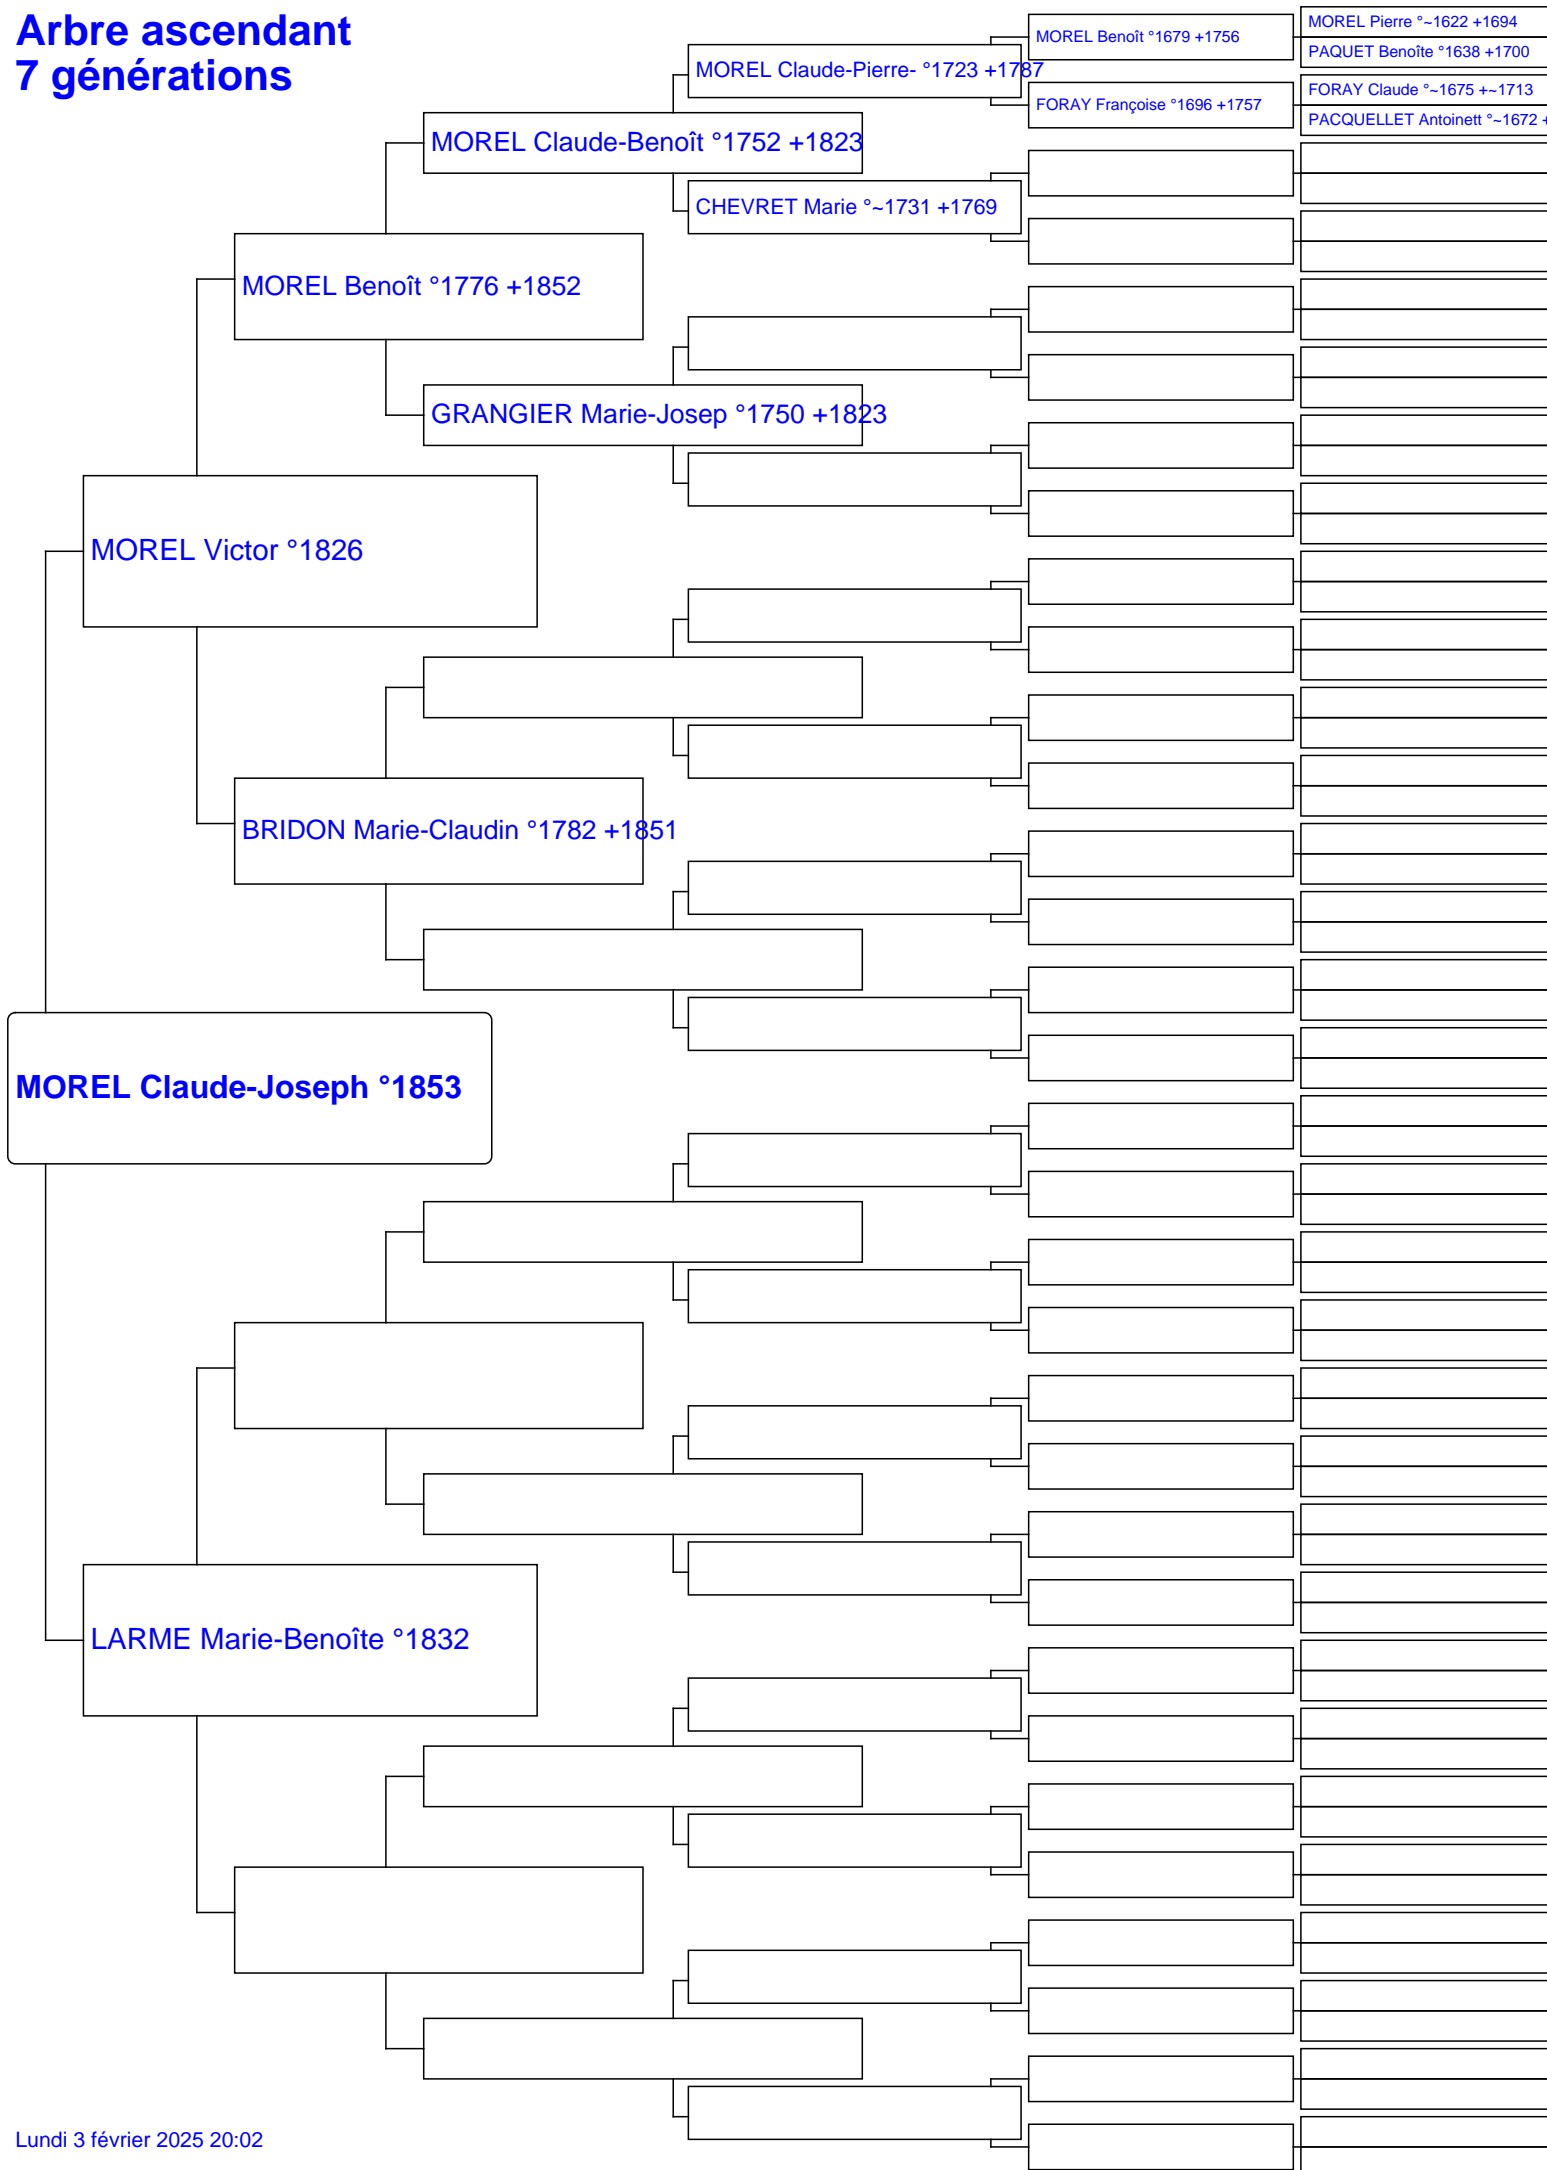 Arbre ascendant
7 générations
MOREL Pierre °~1622 +1694
MOREL Benoît °1679 +1756
PAQUET Benoîte °1638 +1700
MOREL Claude-Pierre- °1723 +1787
FORAY Claude °~1675 +~1713
FORAY Françoise °1696 +1757
PACQUELLET Antoinett °~1672 +
MOREL Claude-Benoît °1752 +1823
CHEVRET Marie °~1731 +1769
MOREL Benoît °1776 +1852
GRANGIER Marie-Josep °1750 +1823
MOREL Victor °1826
BRIDON Marie-Claudin °1782 +1851
MOREL Claude-Joseph °1853
LARME Marie-Benoîte °1832
Lundi 3 février 2025 20:02